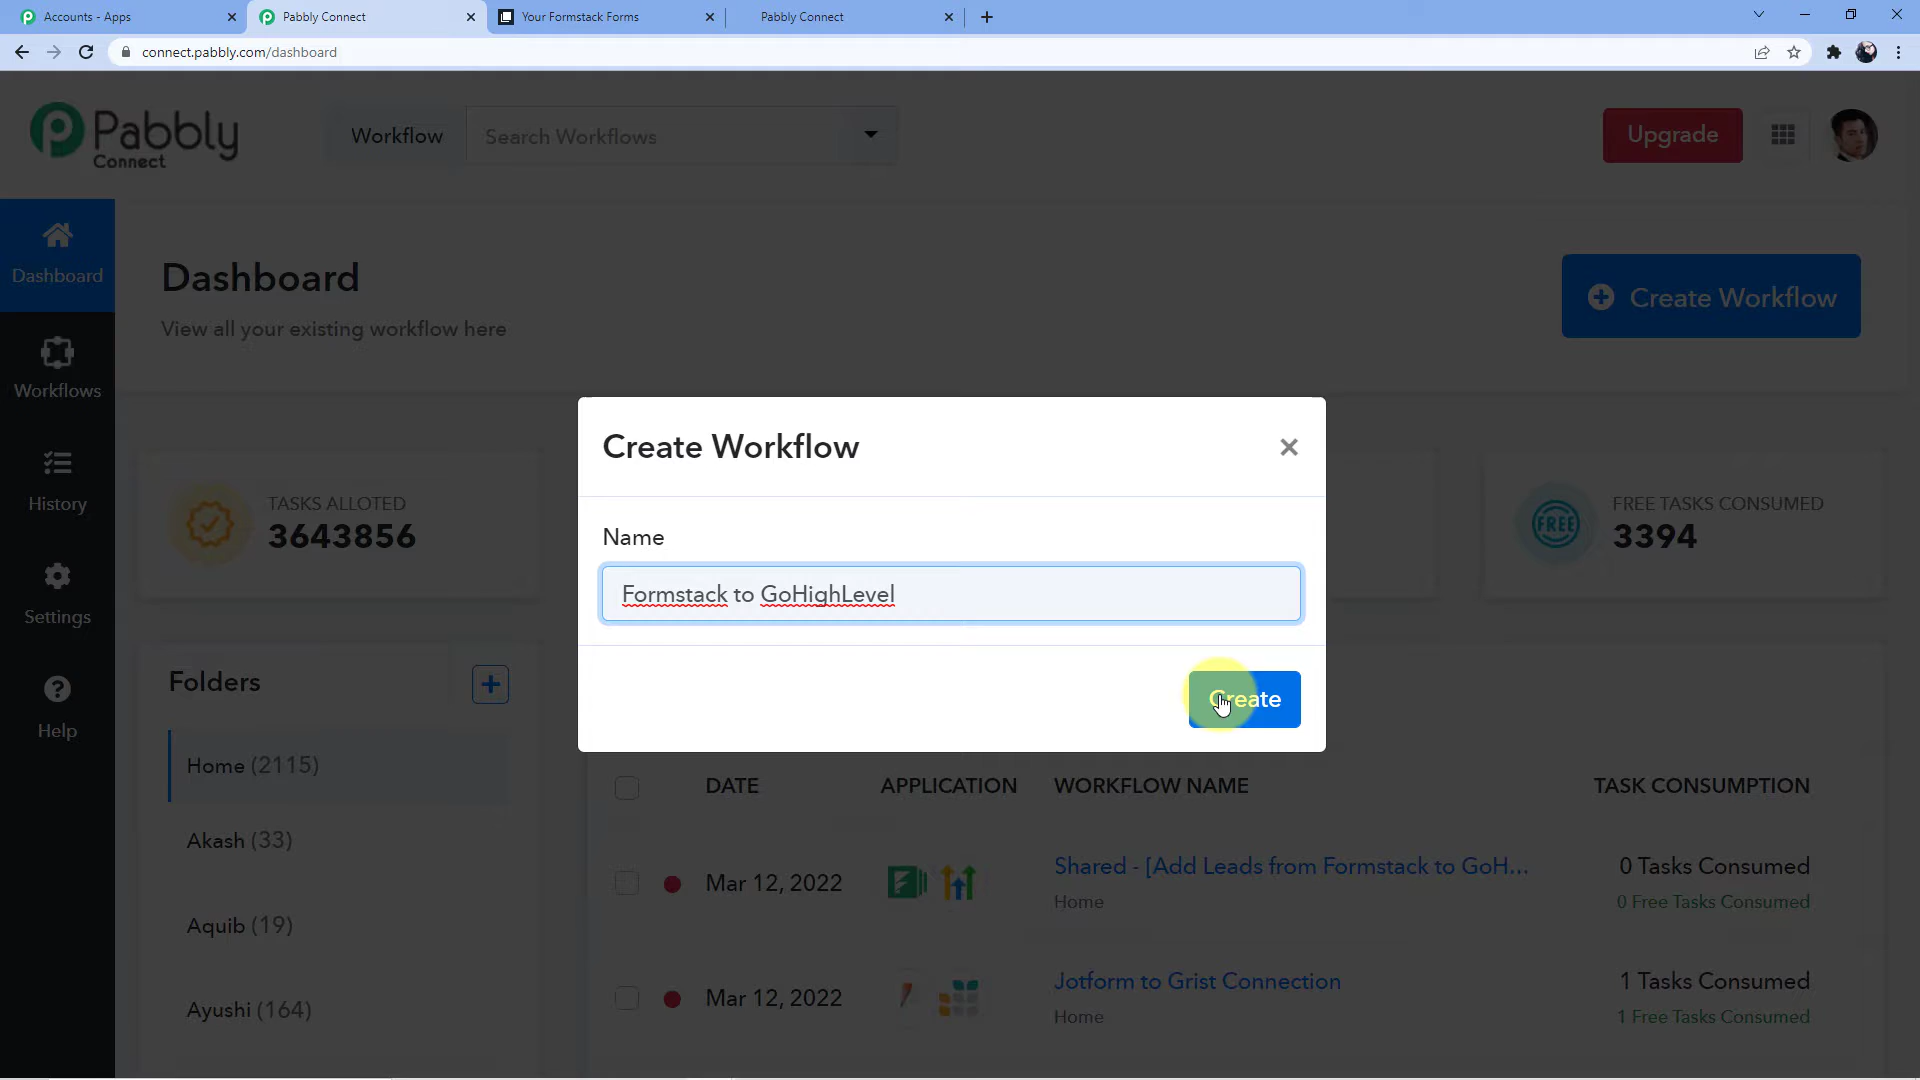 Accounts - Apps
Pabbly Connect
Your Formstack Forms
Pabbly Connect
connect.pabbly.com/dashboard
Pabbly
Connect
Workflow
Search Workflows
Upgrade
Dashboard
Workflows
History
Settings
Help
Dashboard
View all your existing workflow here
Create Workflow
TASKS ALLOTED
3643856
FREE
FREE TASKS CONSUMED
3394
Create Workflow
Name
Formstack to GoHighLevel
Create
Folders
Home (2115)
Akash (33)
Aquib (19)
Ayushi (164)
DATE
APPLICATION
WORKFLOW NAME
TASK CONSUMPTION
Mar 12, 2022
Shared - [Add Leads from Formstack to GoH...
Home
0 Tasks Consumed
0 Free Tasks Consumed
Mar 12, 2022
Jotform to Grist Connection
Home
1 Tasks Consumed
1 Free Tasks Consumed